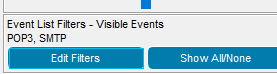 Event List Filters - Visible Events
POP3, SMTP
Edit Filters
Show All/None